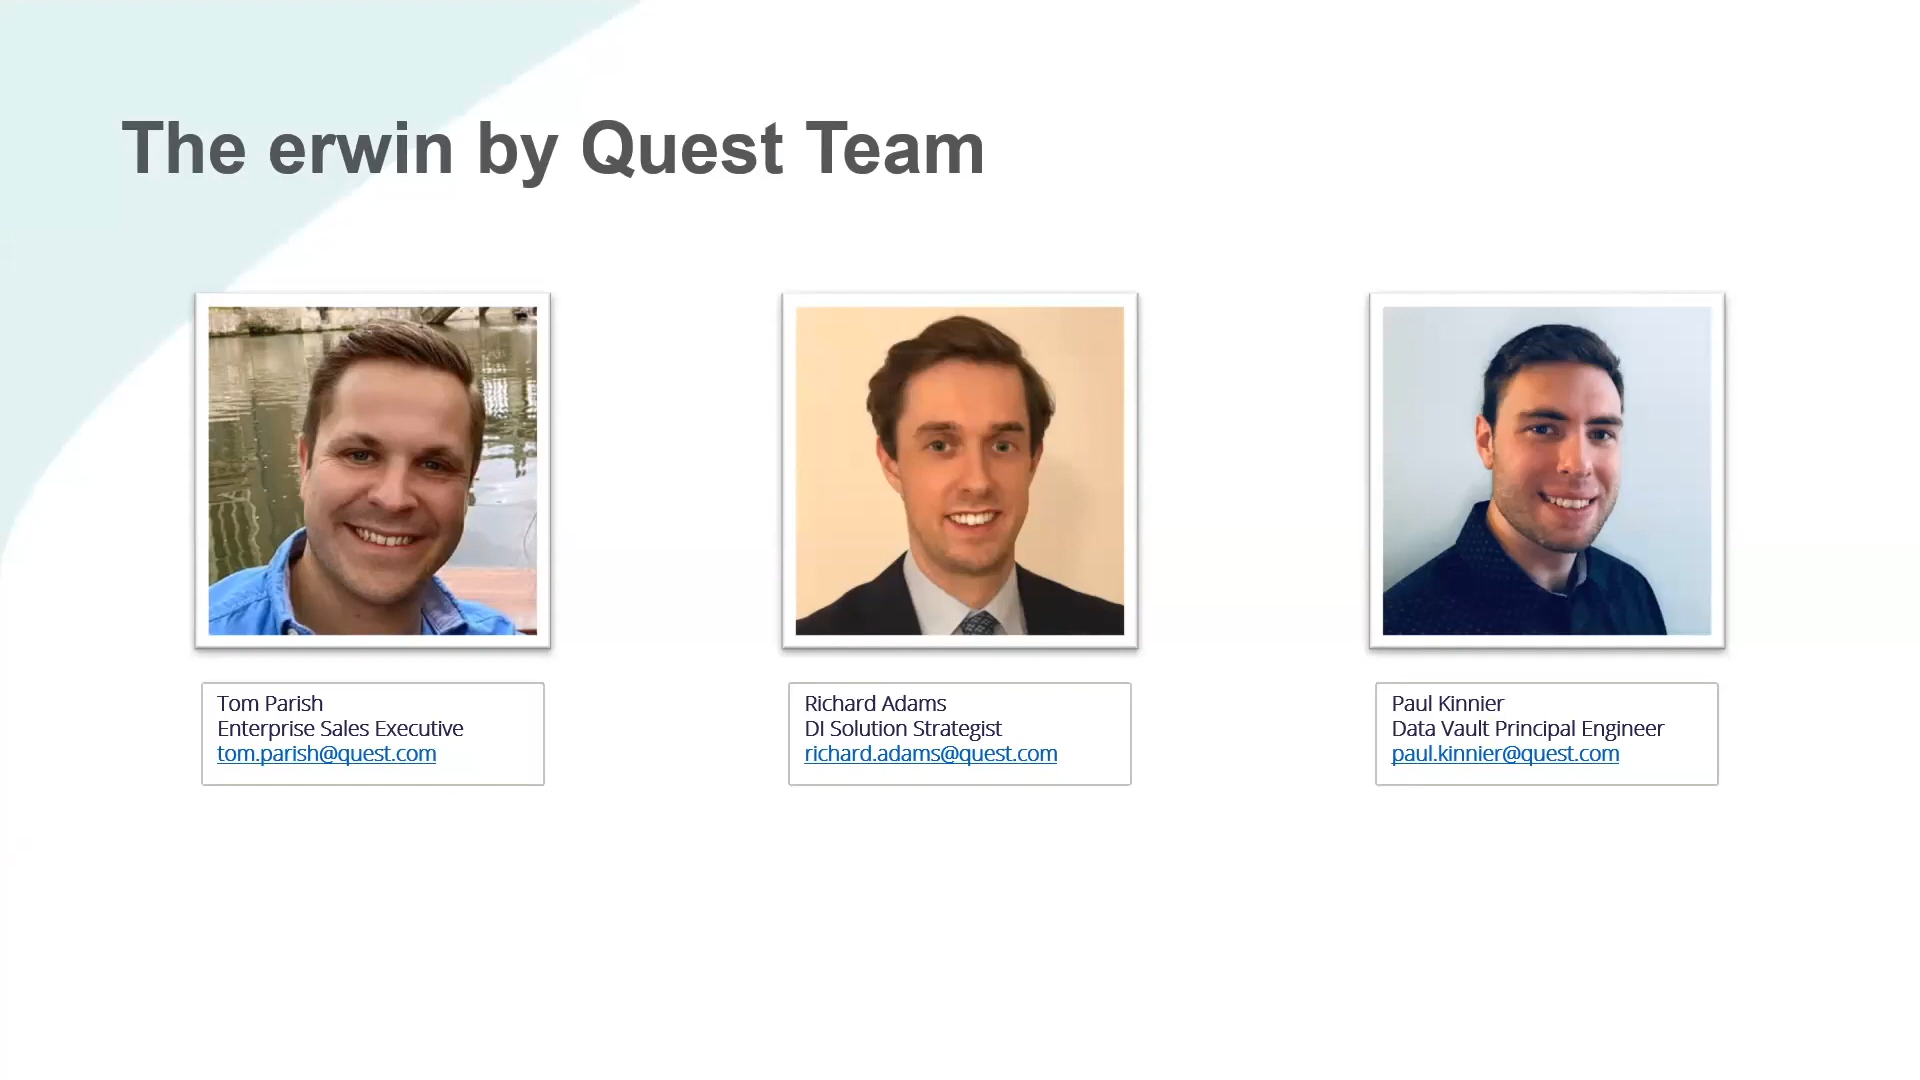 The erwin by Quest Team
Tom Parish
Enterprise Sales Executive
tom.parish@quest.com
Richard Adams
DI Solution Strategist
richard.adams@quest.com
Paul Kinnier
Data Vault Principal Engineer
paul.kinnier@quest.com